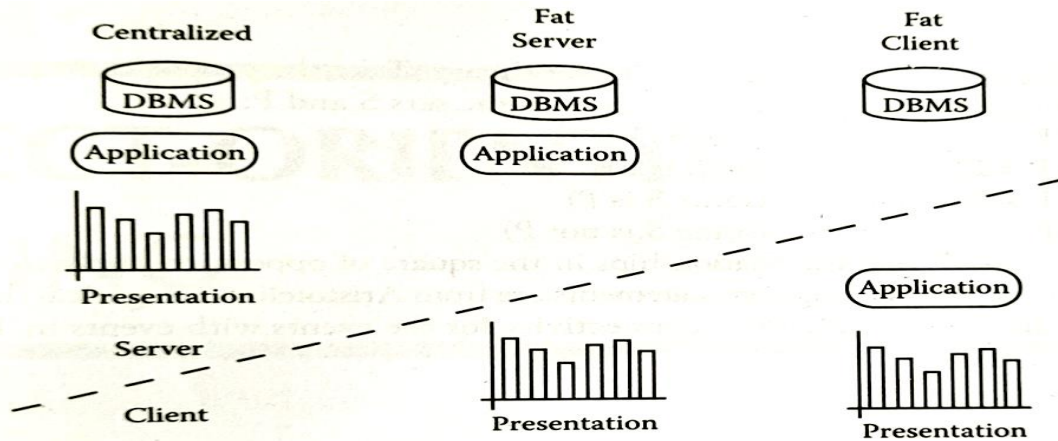 Centralized
DBMS
Application
Presentation
Server
Client
Fat
Server
DBMS
Application
Presentation
Fat
Client
DBMS
Application
Presentation